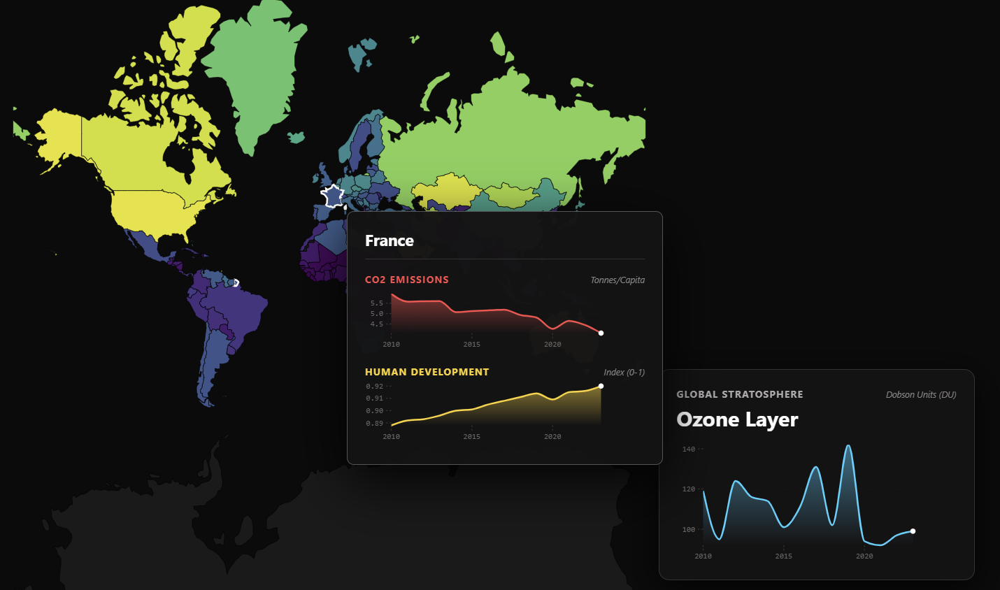 France
CO2 EMISSIONS Tonnes/Capita
5.5
5.0
4.5
2010 2015 2020
HUMAN DEVELOPMENT Index (0-1)
0.92
0.91
0.90
0.89
2010 2015 2020
GLOBAL STRATOSPHERE Dobson Units (DU)
Ozone Layer
140
120
100
2010 2015 2020